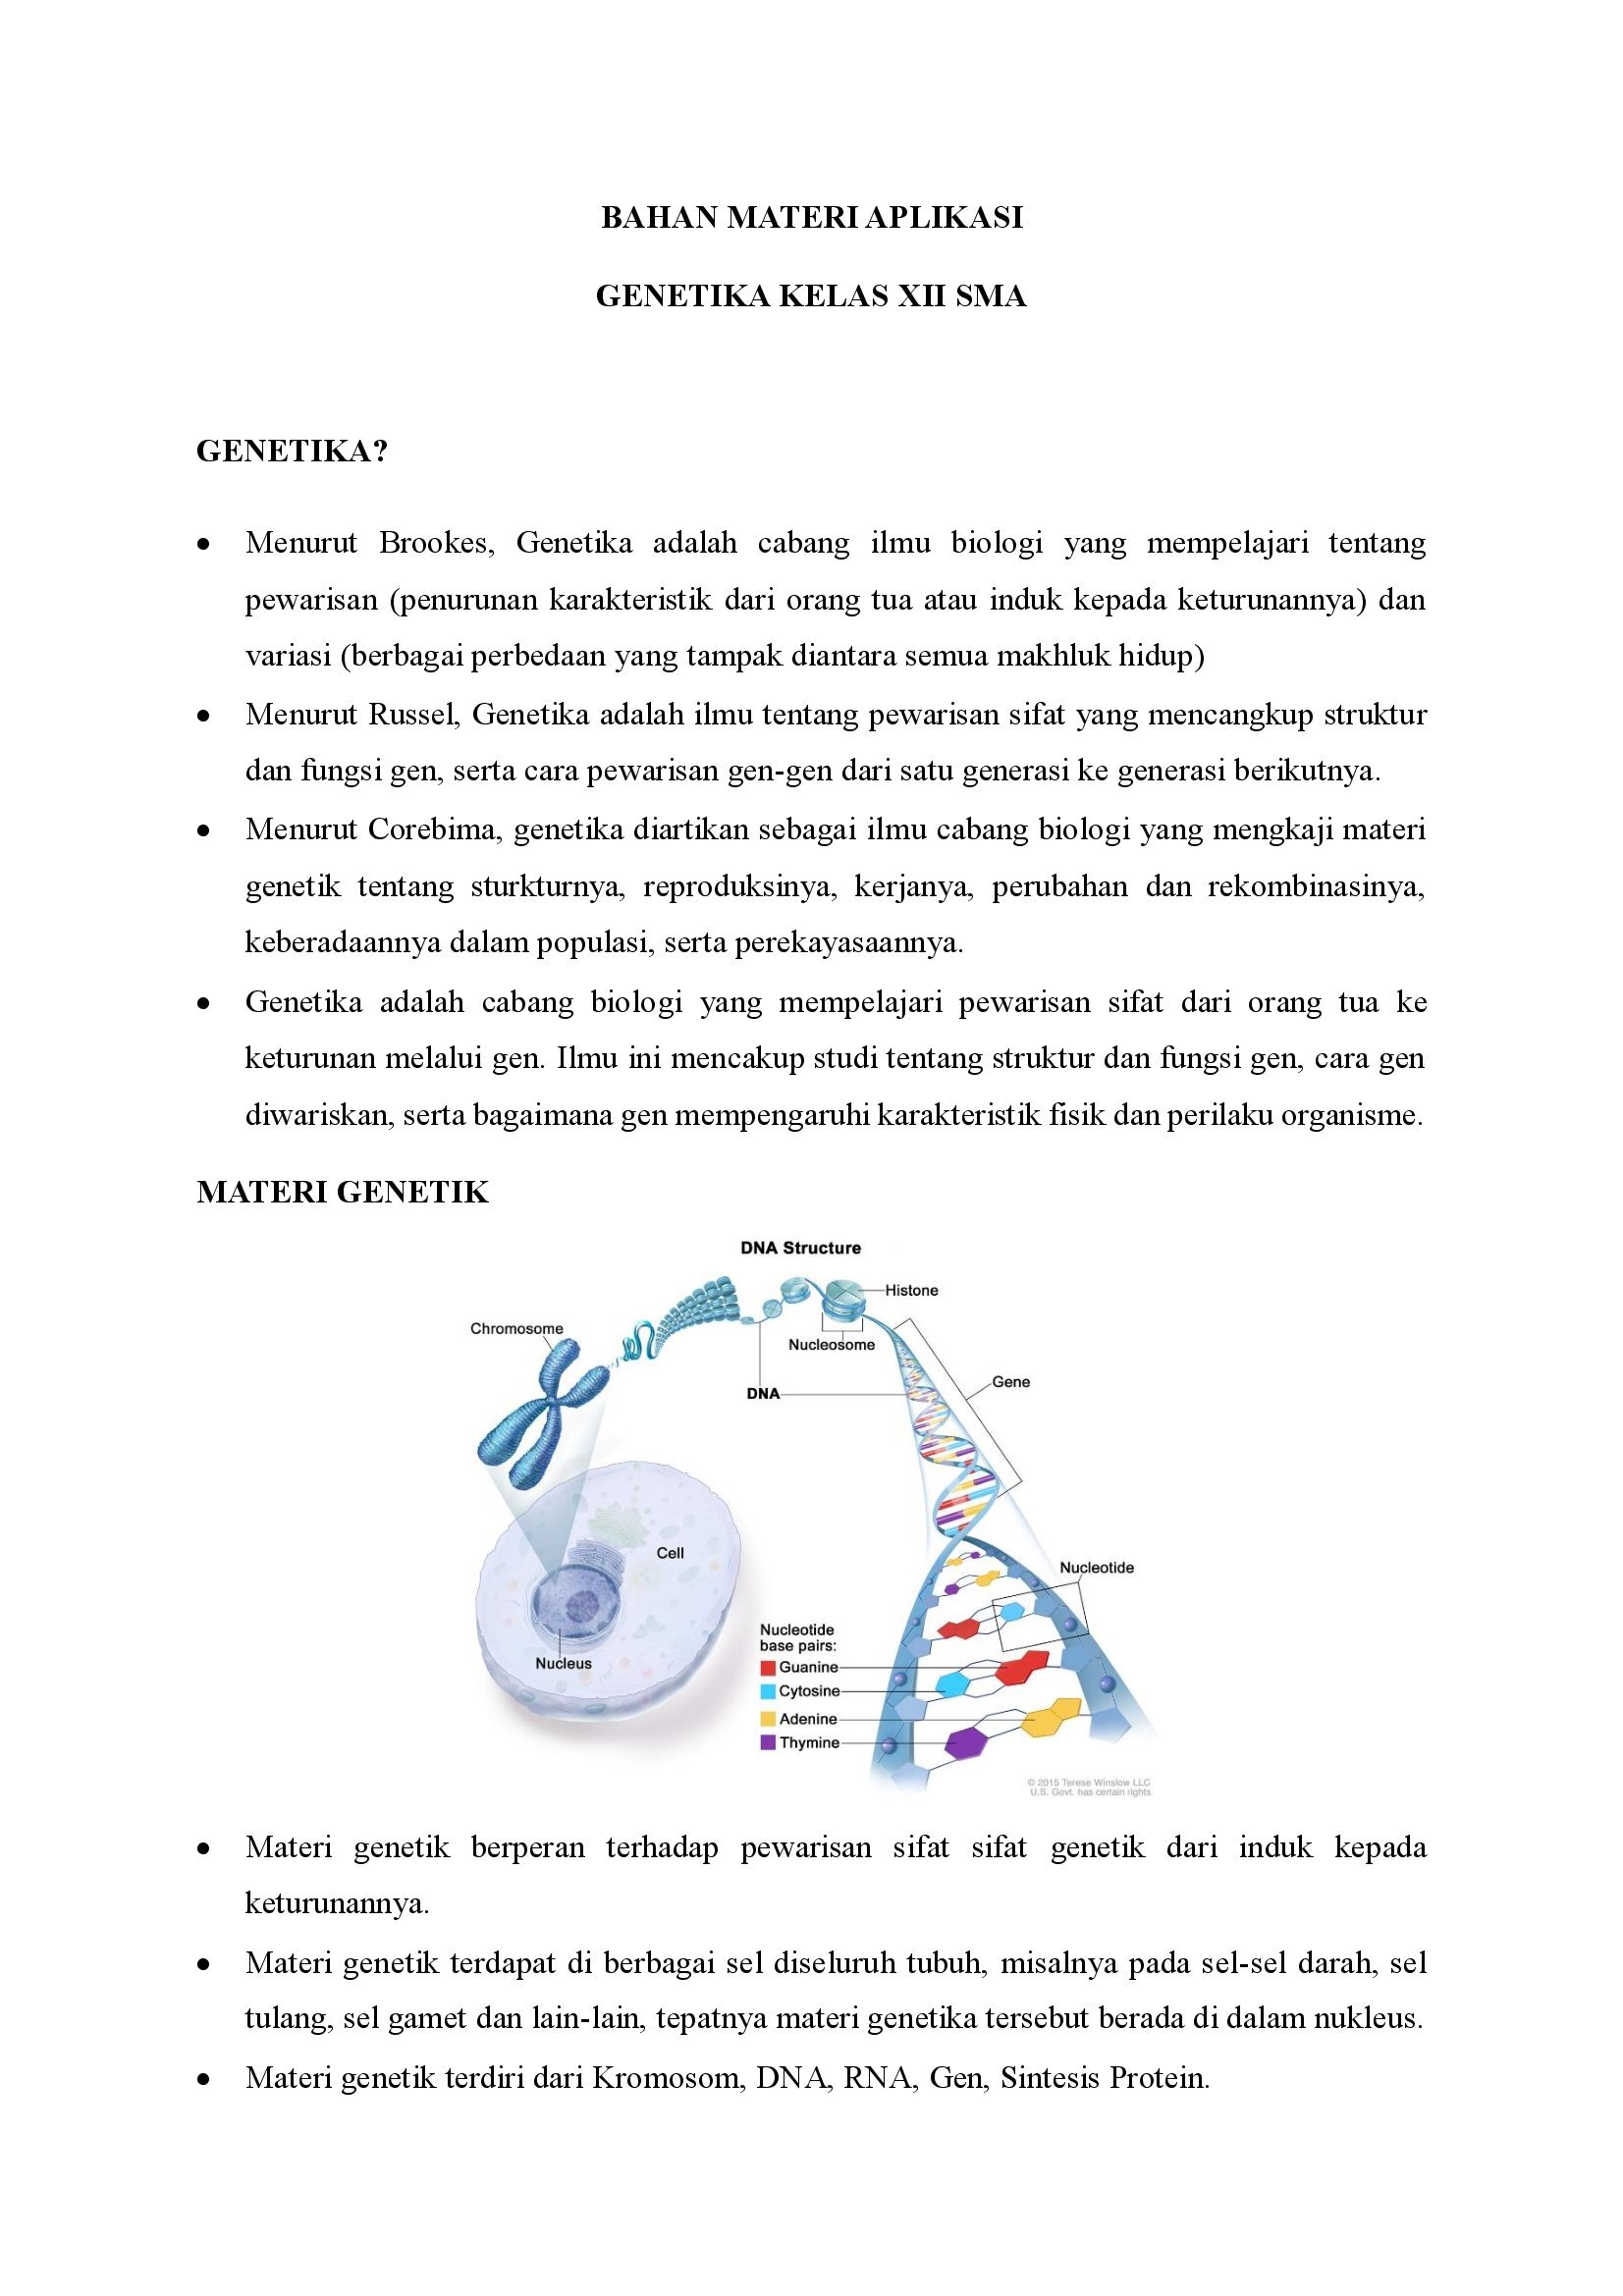 BAHAN MATERI APLIKASI
GENETIKA KELAS XII SMA
GENETIKA?
• Menurut Brookes, Genetika adalah cabang ilmu biologi yang mempelajari tentang
pewarisan (penurunan karakteristik dari orang tua atau induk kepada keturunannya) dan
variasi (berbagai perbedaan yang tampak diantara semua makhluk hidup)
• Menurut Russel, Genetika adalah ilmu tentang pewarisan sifat yang mencangkup struktur
dan fungsi gen, serta cara pewarisan gen-gen dari satu generasi ke generasi berikutnya.
• Menurut Corebima, genetika diartikan sebagai ilmu cabang biologi yang mengkaji materi
genetik tentang sturkturnya, reproduksinya, kerjanya, perubahan dan rekombinasinya,
keberadaannya dalam populasi, serta perekayasaannya.
• Genetika adalah cabang biologi yang mempelajari pewarisan sifat dari orang tua ke
keturunan melalui gen. Ilmu ini mencakup studi tentang struktur dan fungsi gen, cara gen
diwariskan, serta bagaimana gen mempengaruhi karakteristik fisik dan perilaku organisme.
MATERI GENETIK
DNA Structure
Histone
Chromosome
Nucleosome
Gene
DNA
Cell
Nucleotide
Nucleotide
base pairs:
Nucleus
Guanine
Cytosine
Adenine
Thymine
© 2015 Terese Winslow LLC
U.S. Govt. has certain rights
• Materi genetik berperan terhadap pewarisan sifat sifat genetik dari induk kepada
keturunannya.
• Materi genetik terdapat di berbagai sel diseluruh tubuh, misalnya pada sel-sel darah, sel
tulang, sel gamet dan lain-lain, tepatnya materi genetika tersebut berada di dalam nukleus.
• Materi genetik terdiri dari Kromosom, DNA, RNA, Gen, Sintesis Protein.